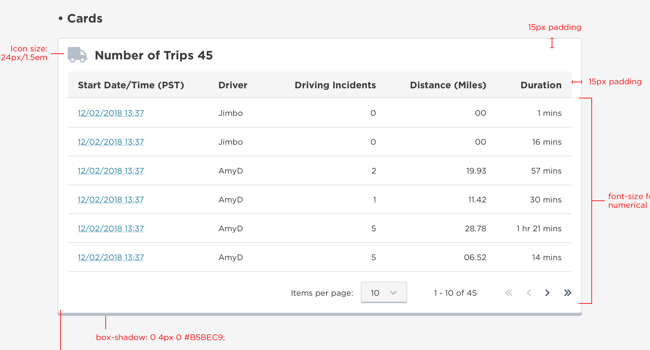 • Cards
15px padding
Icon size:
24px/1.5em
Number of Trips 45
Start Date/Time (PST) Driver Driving Incidents Distance (Miles) Duration
15px padding
12/02/2018 13:37 Jimbo 0 00 1 mins
12/02/2018 13:37 Jimbo 0 00 16 mins
12/02/2018 13:37 AmyD 2 19.93 57 mins
12/02/2018 13:37 AmyD 1 11.42 30 mins
font-size
numerical
12/02/2018 13:37 AmyD 5 28.78 1 hr 21 mins
12/02/2018 13:37 AmyD 5 06.52 14 mins
Items per page: 10 1 - 10 of 45
box-shadow: 0 4px 0 #B5BEC9;